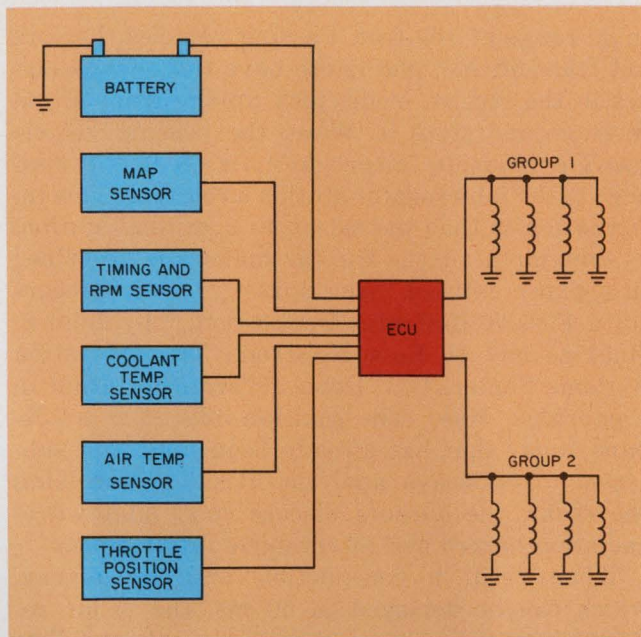 BATTERY
MAP
SENSOR
TIMING AND
RPM SENSOR
COOLANT
TEMP.
SENSOR
AIR TEMP.
SENSOR
THROTTLE
POSITION
SENSOR
ECU
GROUP 1
GROUP 2